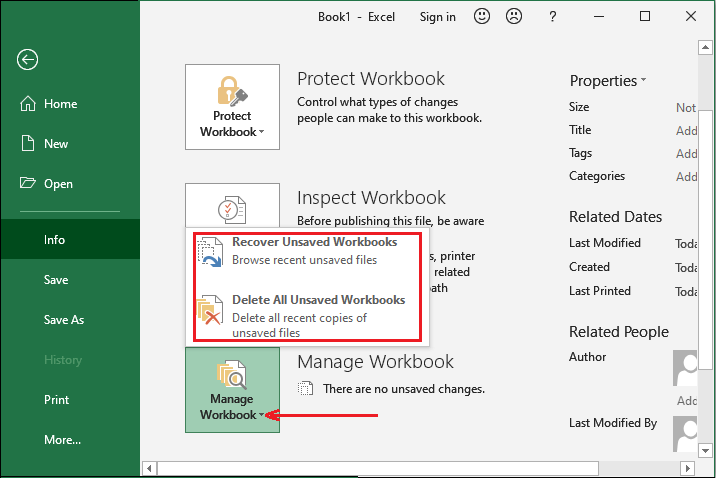 Book1 - Excel
Sign in
?
Home
New
Open
Info
Save
Save As
History
Print
More...
Protect
Workbook
Protect Workbook
Control what types of changes
people can make to this workbook.
Inspect Workbook
Before publishing this file, be aware
s, printer
related
path
Recover Unsaved Workbooks
Browse recent unsaved files
Delete All Unsaved Workbooks
Delete all recent copies of
unsaved files
Manage
Workbook
Manage Workbook
There are no unsaved changes.
Properties
Size Not
Title Add
Tags Add
Categories Add
Related Dates
Last Modified Toda
Created Toda
Last Printed Toda
Related People
Author
Add
Last Modified By